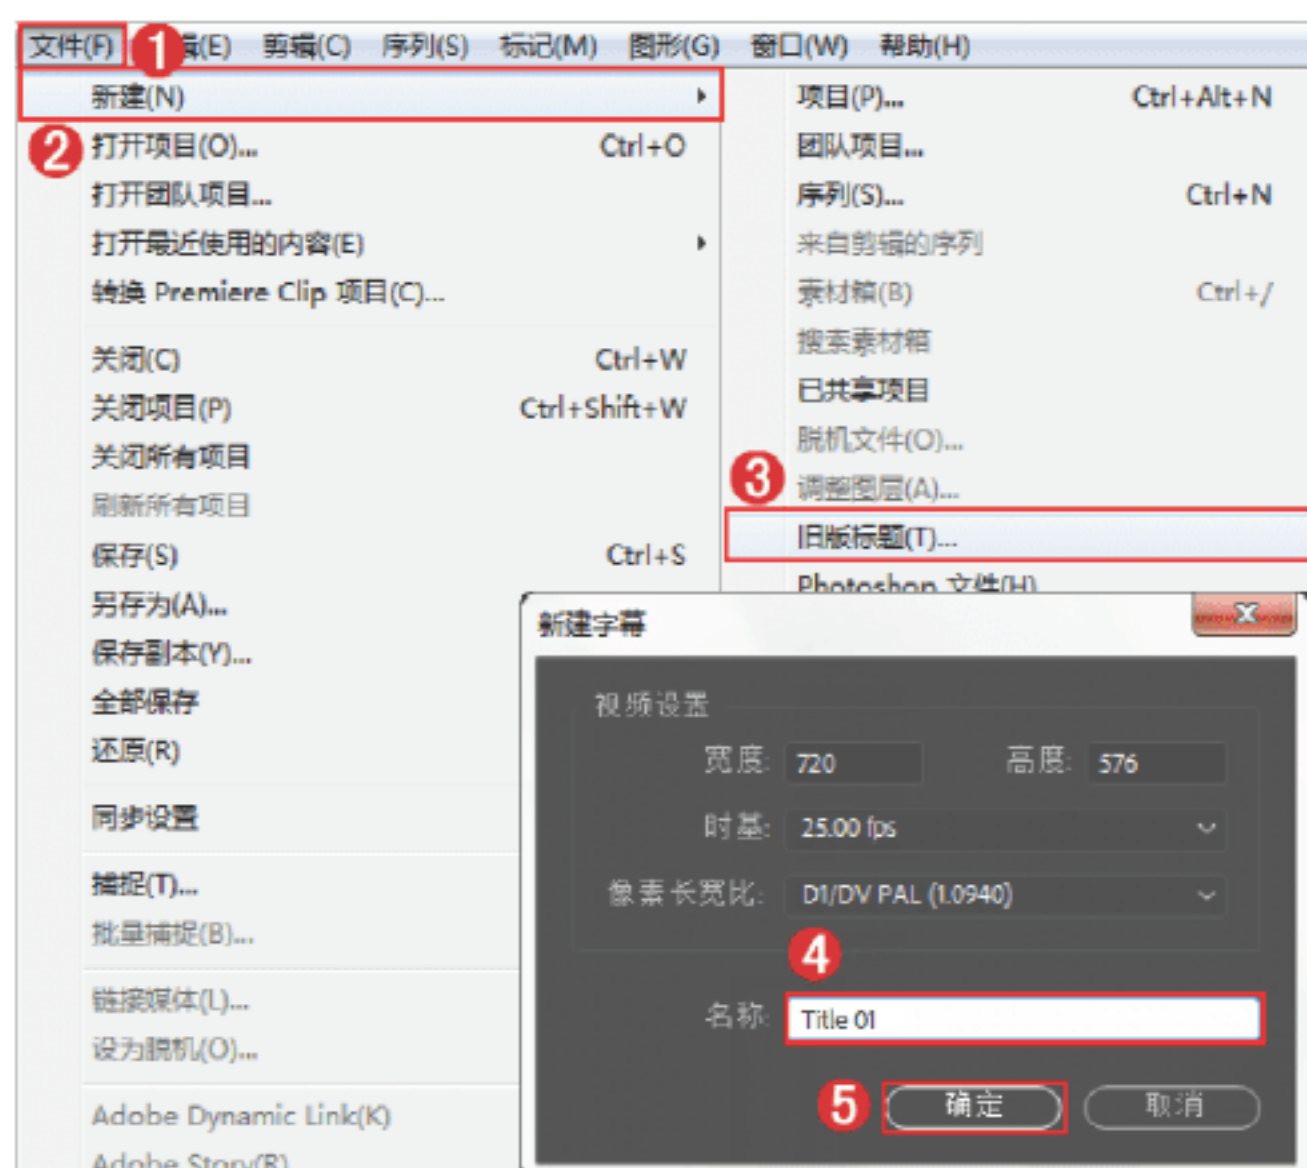 文件(F) 1 辑(E) 剪辑(C) 序列(S) 标记(M) 图形(G) 窗口(W) 帮助(H)
新建(N)
2 打开项目(O)... Ctrl+O
打开团队项目...
打开最近使用的内容(E)
转换 Premiere Clip 项目(C)...
关闭(C) Ctrl+W
关闭项目(P) Ctrl+Shift+W
关闭所有项目
刷新所有项目
保存(S) Ctrl+S
另存为(A)...
保存副本(Y)...
全部保存
还原(R)
同步设置
捕捉(T)...
批量捕捉(B)...
链接媒体(L)...
设为脱机(O)...
Adobe Dynamic Link(K)
Adobe Story(R)
项目(P)... Ctrl+Alt+N
团队项目...
序列(S)... Ctrl+N
来自剪辑的序列
素材箱(B) Ctrl+/
搜索素材箱
已共享项目
脱机文件(O)...
3 调整图层(A)...
旧版标题(T)...
Photoshop 文件(H)
新建字幕
视频设置
宽度: 720 高度: 576
时基: 25.00 fps
像素长宽比: D1/DV PAL (1.0940)
4
名称: Title 01
5 确定 取消